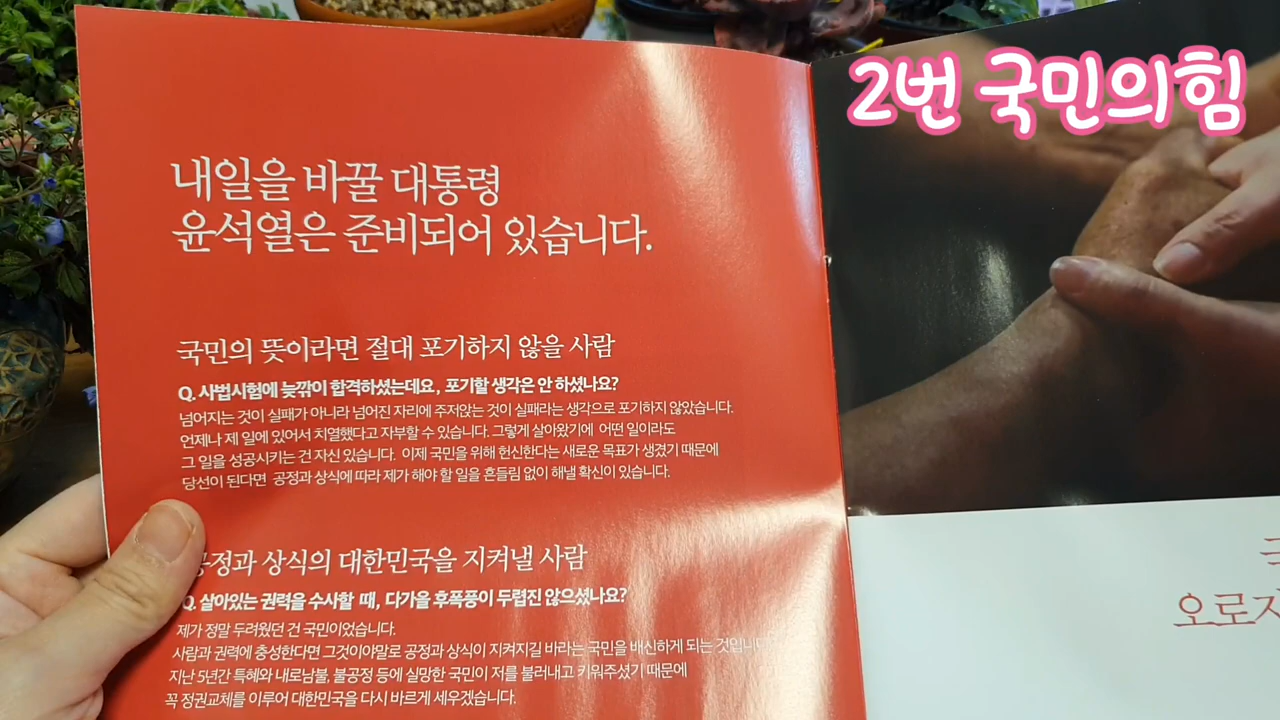 2번 국민의힘
내일을 바꿀 대통령
윤석열은 준비되어 있습니다.
국민의 뜻이라면 절대 포기하지 않을 사람
Q. 사법시험에 늦깎이 합격하셨는데요, 포기할 생각은 안 하셨나요?
넘어지는 것이 실패가 아니라 넘어진 자리에 주저앉는 것이 실패라는 생각으로 포기하지 않았습니다.
언제나 제 일에 있어서 치열했다고 자부할 수 있습니다. 그렇게 살아왔기에 어떤 일이라도
그 일을 성공시키는 건 자신 있습니다. 이제 국민을 위해 헌신한다는 새로운 목표가 생겼기 때문에
당선이 된다면 공정과 상식에 따라 제가 해야 할 일을 흔들림 없이 해낼 확신이 있습니다.
공정과 상식의 대한민국을 지켜낼 사람
Q. 살아있는 권력을 수사할 때, 다가올 후폭풍이 두렵진 않으셨나요?
제가 정말 두려웠던 건 국민이었습니다.
사람과 권력에 충성한다면 그것이야말로 공정과 상식이 지켜지길 바라는 국민을 배신하게 되는 것입니다.
지난 5년간 특혜와 내로남불, 불공정 등에 실망한 국민이 저를 불러내고 키워주셨기 때문에
꼭 정권교체를 이루어 대한민국을 다시 바르게 세우겠습니다.
오로지